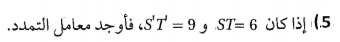 5.) إذا كان ST= 6 و S'T' = 9، فأوجد معامل التمدد.